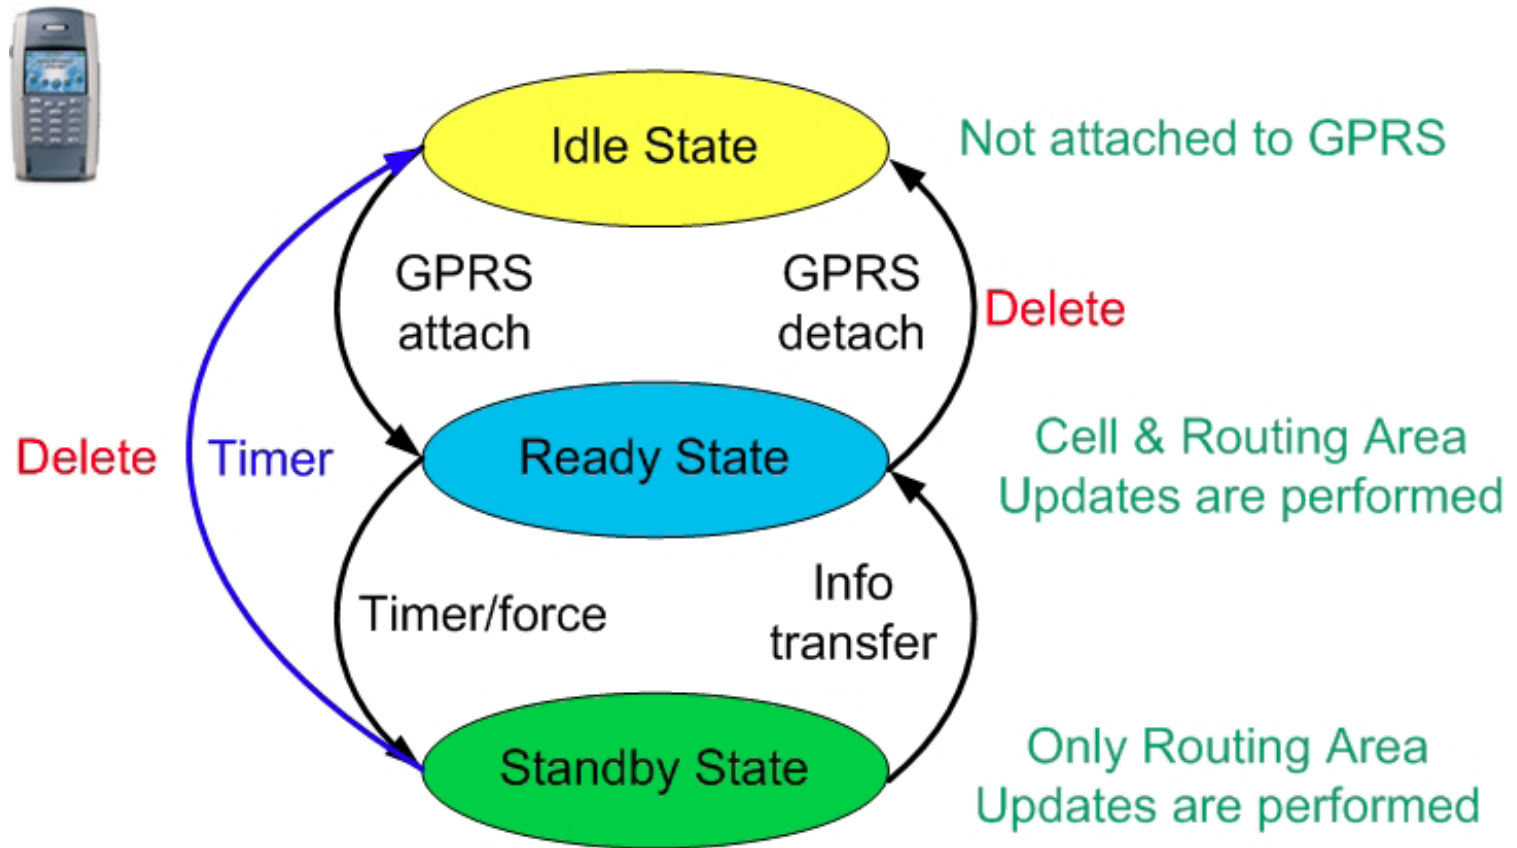 Idle State
Not attached to GPRS
GPRS
attach
GPRS
detach
Delete
Delete
Timer
Ready State
Cell & Routing Area
Updates are performed
Timer/force
Info
transfer
Standby State
Only Routing Area
Updates are performed